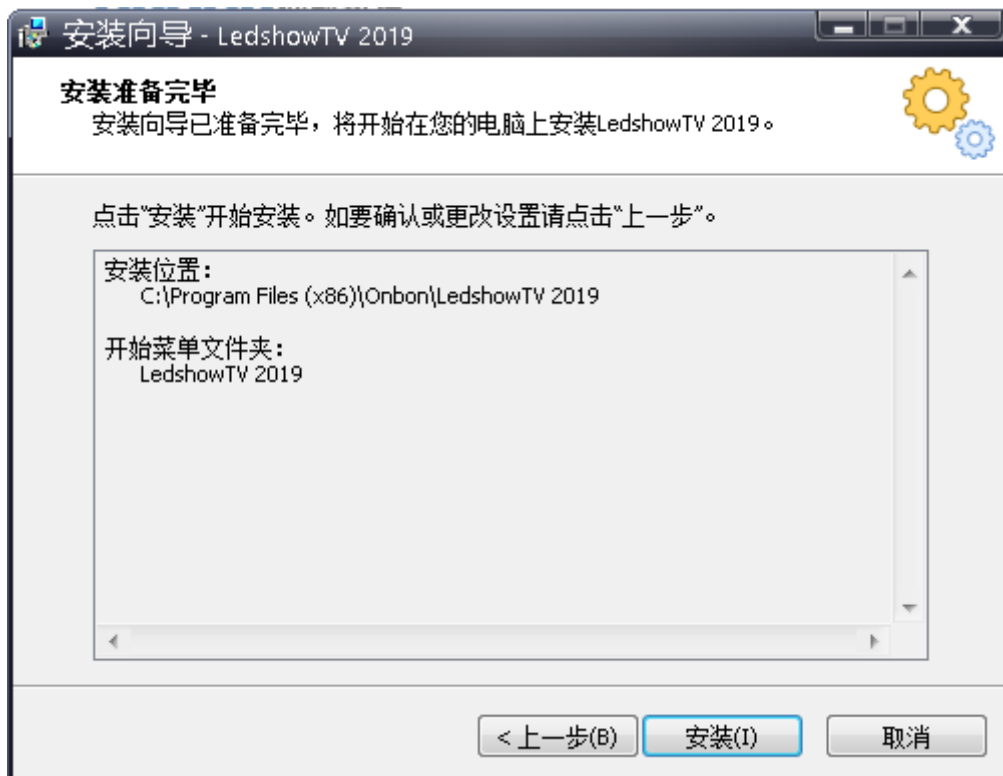 安装向导 - LedshowTV 2019
安装准备完毕
安装向导已准备完毕，将开始在您的电脑上安装LedshowTV 2019。
点击“安装”开始安装。如要确认或更改设置请点击“上一步”。
安装位置：
C:\Program Files (x86)\Onbon\LedshowTV 2019
开始菜单文件夹：
LedshowTV 2019
<上一步(B) 安装(I) 取消